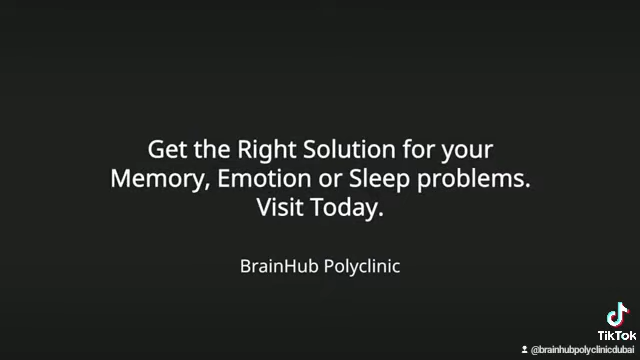 Get the Right Solution for your
Memory, Emotion or Sleep problems.
Visit Today.
BrainHub Polyclinic
TikTok
@brainhubpolyclinicdubai